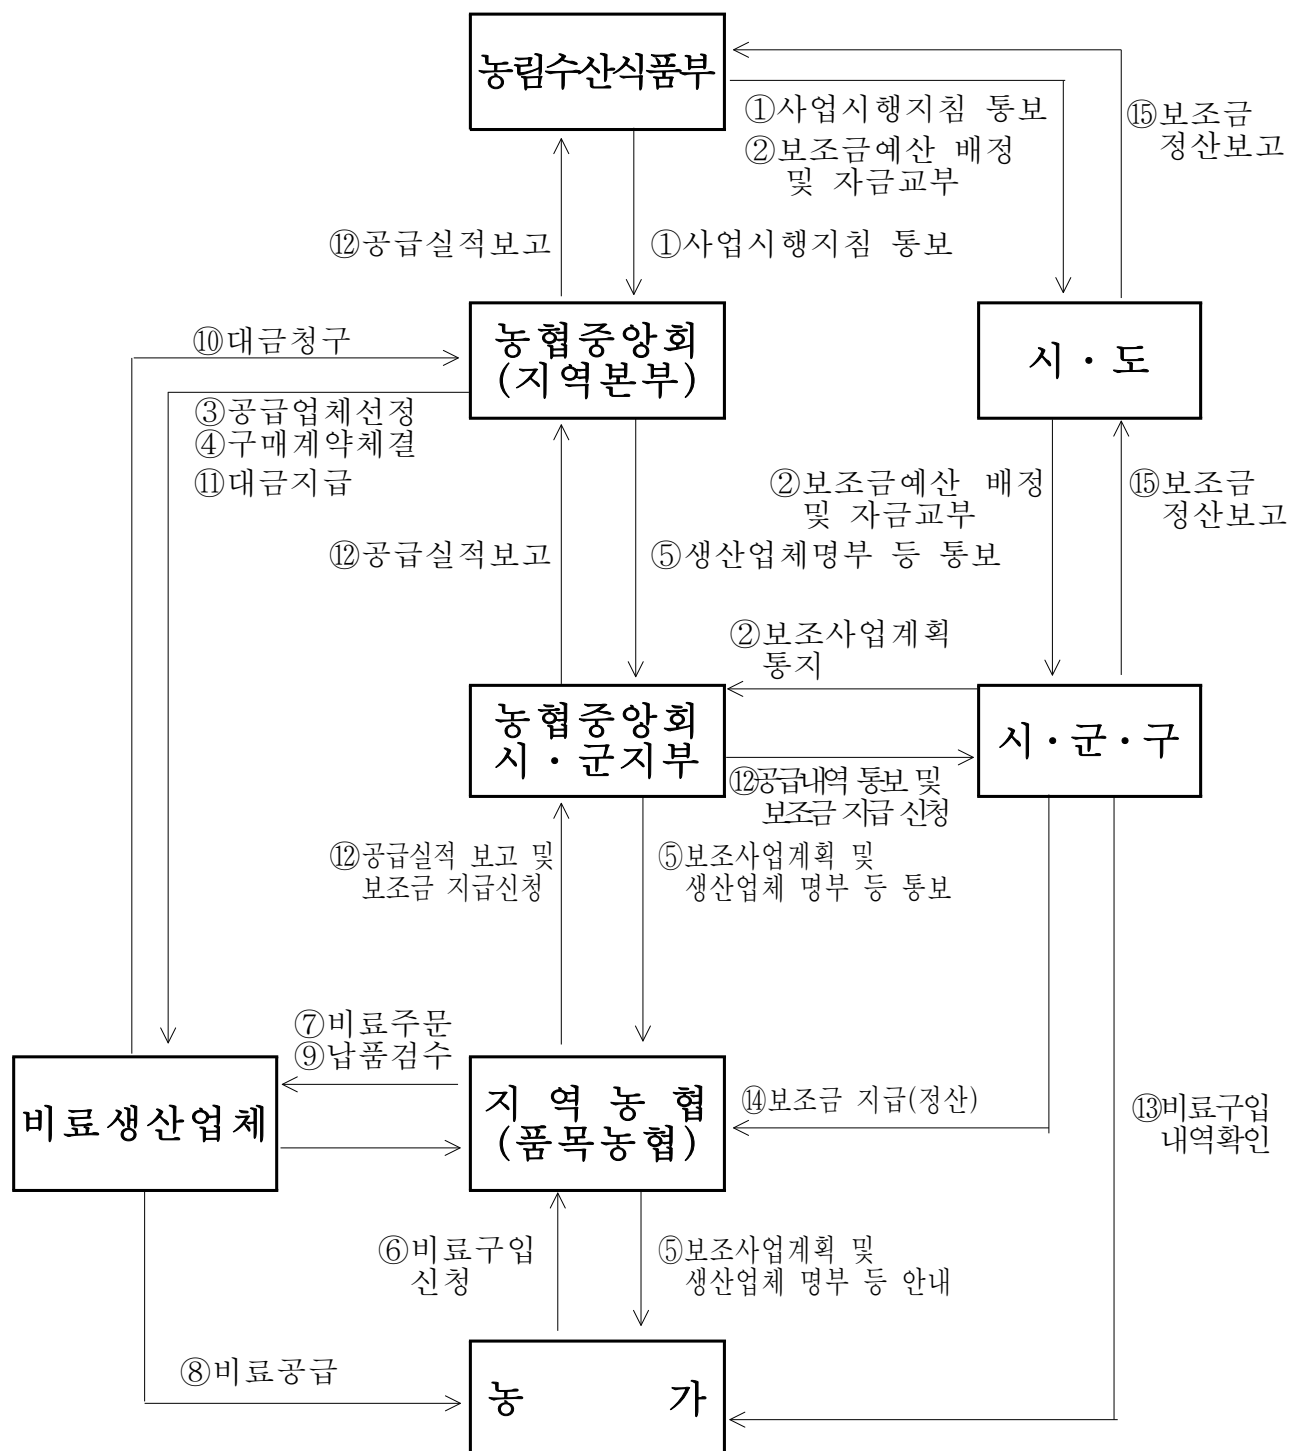 농림수산식품부
①사업시행지침 통보
②보조금예산 배정
및 자금교부
⑮보조금
정산보고
⑫공급실적보고
①사업시행지침 통보
⑩대금청구
농협중앙회
(지역본부)
시·도
③공급업체선정
④구매계약체결
⑪대금지급
②보조금예산 배정
및 자금교부
⑮보조금
정산보고
⑫공급실적보고
⑤생산업체명부 등 통보
②보조사업계획
통지
농협중앙회
시·군지부
시·군·구
⑫공급내역 통보 및
보조금 지급 신청
⑫공급실적 보고 및
보조금 지급신청
⑤보조사업계획 및
생산업체 명부 등 통보
⑦비료주문
⑨납품검수
비료생산업체
지 역 농 협
(품목농협)
⑭보조금 지급(정산)
⑬비료구입
내역확인
⑥비료구입
신청
⑤보조사업계획 및
생산업체 명부 등 안내
⑧비료공급
농 가